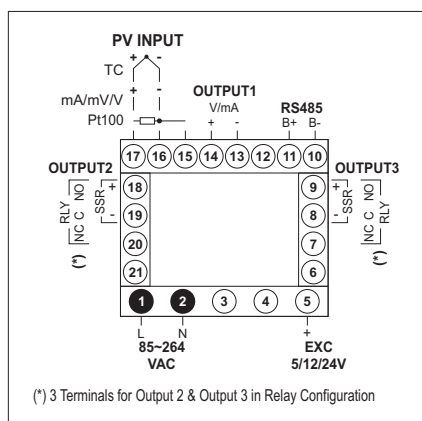 PV INPUT
+ -
TC
+ -
mA/mV/V
Pt100
OUTPUT1
V/mA
+ -
RS485
B+ B-
17 16 15 14 13 12 11 10
OUTPUT2
OUTPUT3
RLY
NC C NO
SSR
+
-
(*)
18
19
20
21
9
8
7
6
+
-
SSR
NC C NO
RLY
(*)
1 2 3 4 5
L N +
85~264
VAC
EXC
5/12/24V
(*) 3 Terminals for Output 2 & Output 3 in Relay Configuration